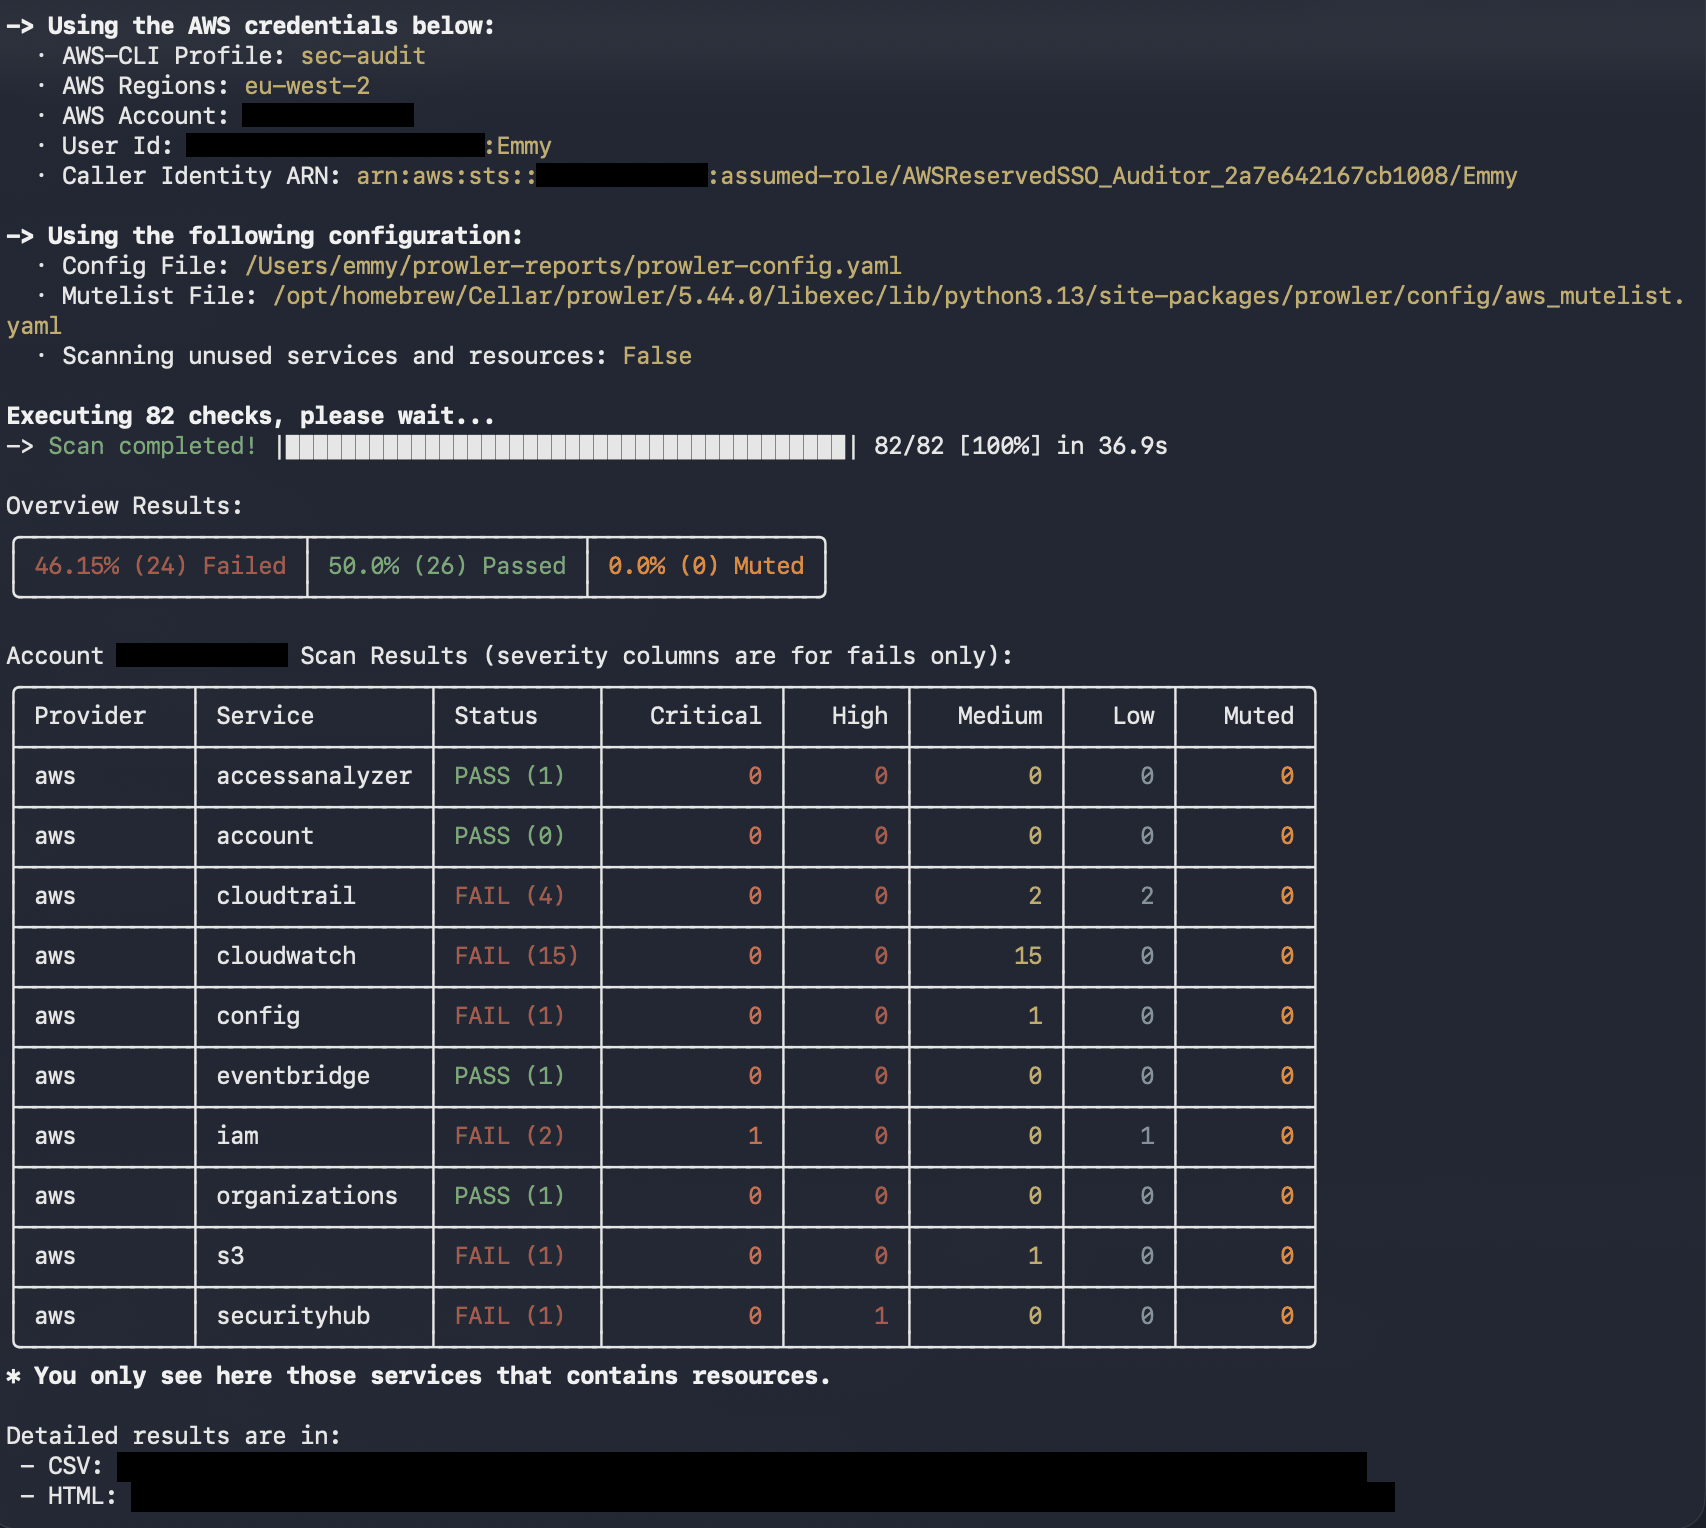 -> Using the AWS credentials below:
· AWS-CLI Profile: sec-audit
· AWS Regions: eu-west-2
· AWS Account:
· User Id: :Emmy
· Caller Identity ARN: arn:aws:sts:: :assumed-role/AWSReservedSSO_Auditor_2a7e642167cb1008/Emmy
-> Using the following configuration:
· Config File: /Users/emmy/prowler-reports/prowler-config.yaml
· Mutelist File: /opt/homebrew/Cellar/prowler/5.44.0/libexec/lib/python3.13/site-packages/prowler/config/aws_mutelist.
yaml
· Scanning unused services and resources: False
Executing 82 checks, please wait...
-> Scan completed! | | 82/82 [100%] in 36.9s
Overview Results:
46.15% (24) Failed 50.0% (26) Passed 0.0% (0) Muted
Account Scan Results (severity columns are for fails only):
Provider Service Status Critical High Medium Low Muted
aws accessanalyzer PASS (1) 0 0 0 0 0
aws account PASS (0) 0 0 0 0 0
aws cloudtrail FAIL (4) 0 0 2 2 0
aws cloudwatch FAIL (15) 0 0 15 0 0
aws config FAIL (1) 0 0 1 0 0
aws eventbridge PASS (1) 0 0 0 0 0
aws iam FAIL (2) 1 0 0 1 0
aws organizations PASS (1) 0 0 0 0 0
aws s3 FAIL (1) 0 0 1 0 0
aws securityhub FAIL (1) 0 1 0 0 0
* You only see here those services that contains resources.
Detailed results are in:
- CSV:
- HTML: